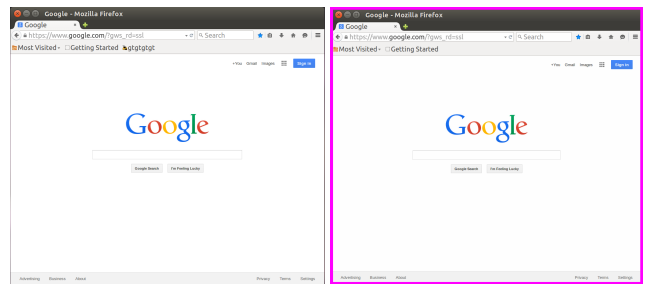 Google - Mozilla Firefox
Google
https://www.google.com/?gws_rd=ssl
Search
Most Visited
Getting Started
gtgtgtgt
+You Gmail Images
Sign in
Google
Google Search
I'm Feeling Lucky
Advertising Business About
Privacy Terms Settings
Google - Mozilla Firefox
Google
https://www.google.com/?gws_rd=ssl
Search
Most Visited
Getting Started
+You Gmail Images
Sign in
Google
Google Search
I'm Feeling Lucky
Advertising Business About
Privacy Terms Settings